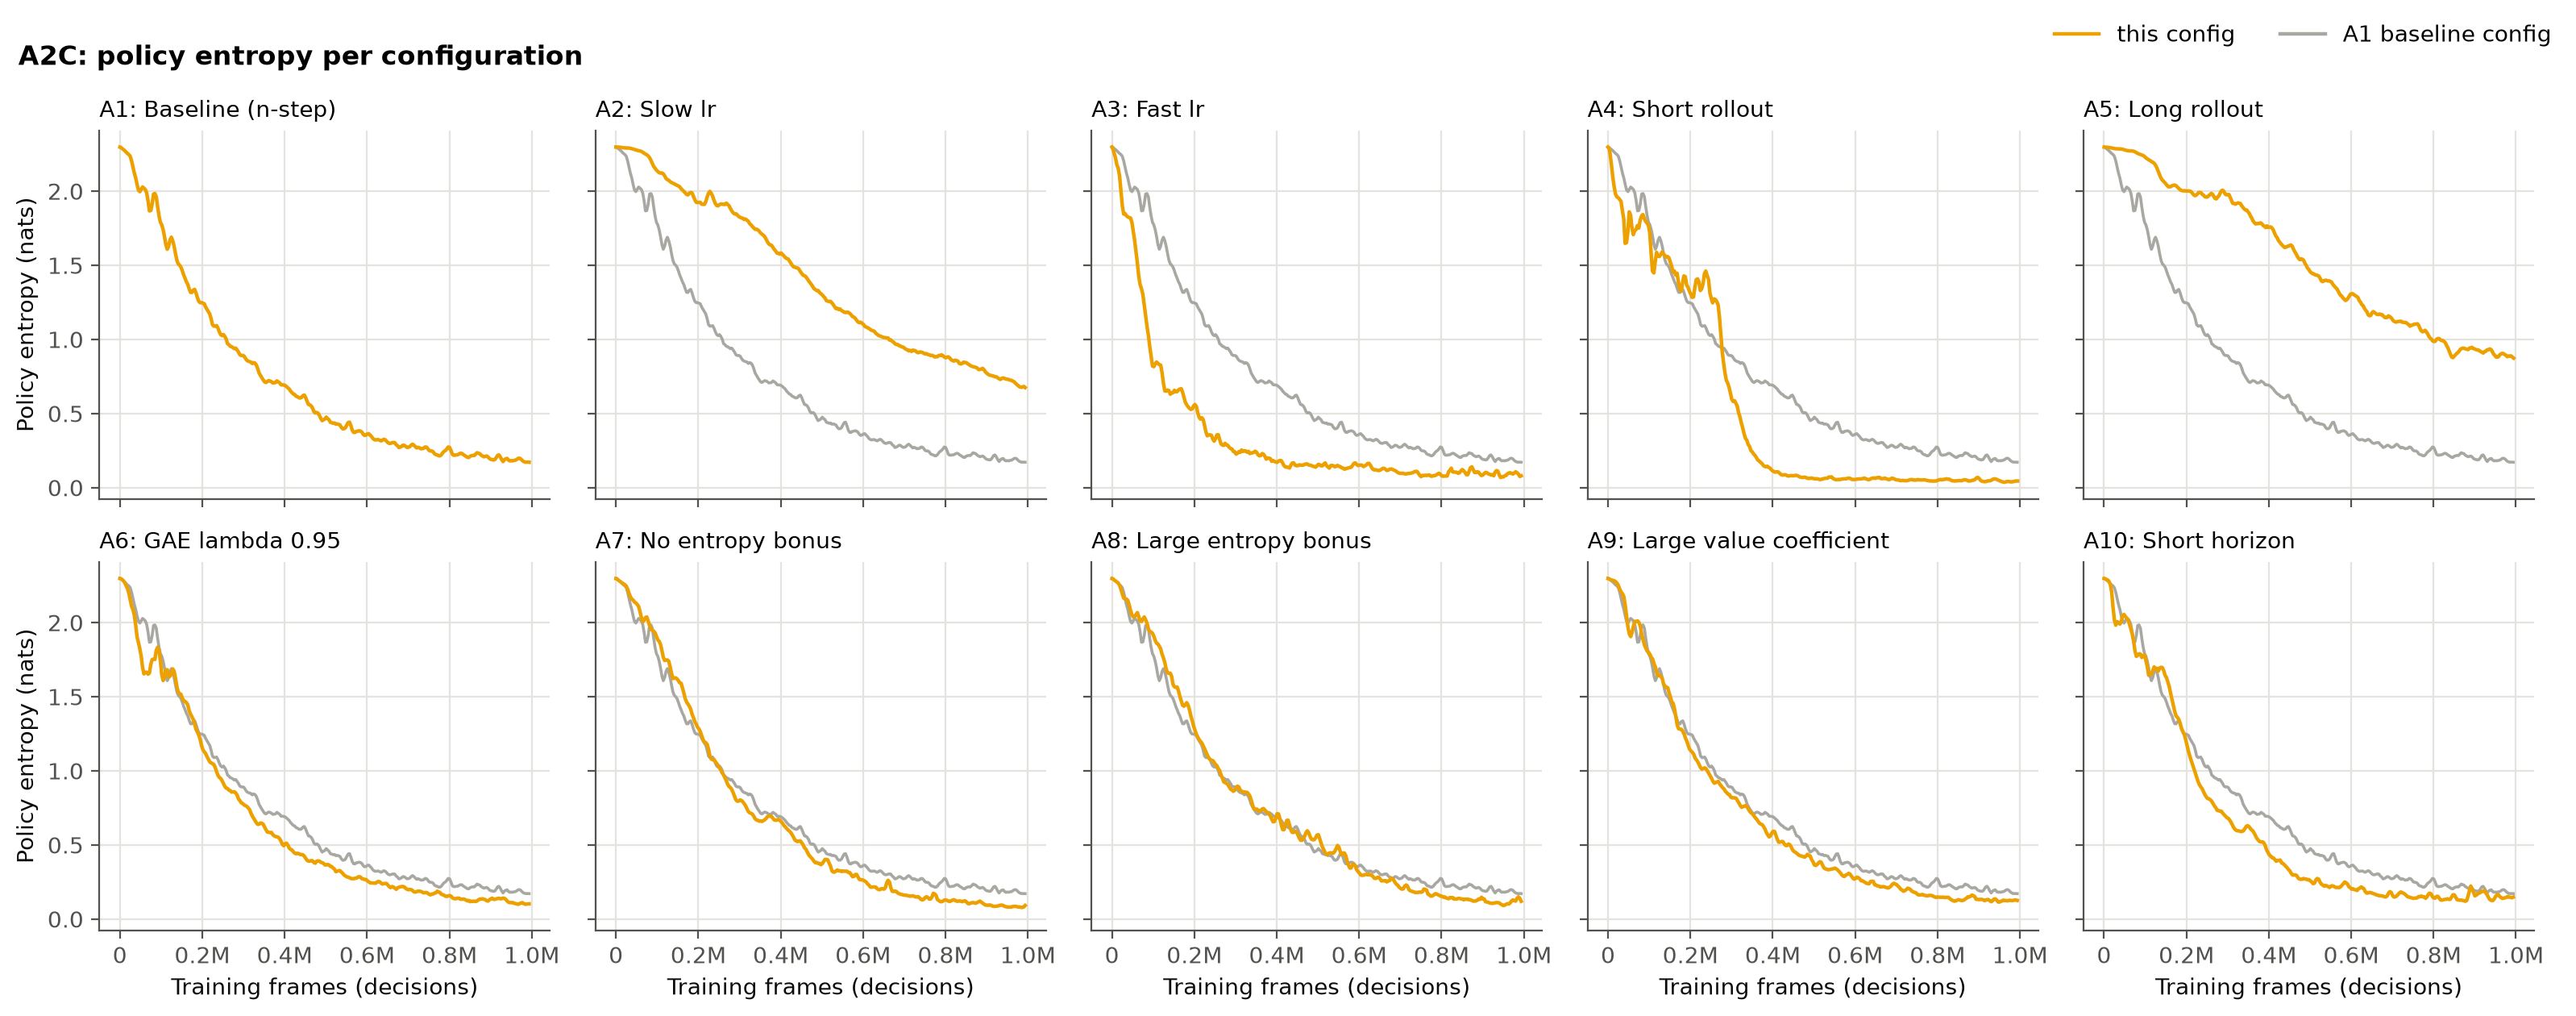 this config
A1 baseline config
A2C: policy entropy per configuration
A1: Baseline (n-step)
A2: Slow lr
A3: Fast lr
A4: Short rollout
A5: Long rollout
Policy entropy (nats)
2.0
1.5
1.0
0.5
0.0
A6: GAE lambda 0.95
A7: No entropy bonus
A8: Large entropy bonus
A9: Large value coefficient
A10: Short horizon
Policy entropy (nats)
2.0
1.5
1.0
0.5
0.0
0 0.2M 0.4M 0.6M 0.8M 1.0M
0 0.2M 0.4M 0.6M 0.8M 1.0M
0 0.2M 0.4M 0.6M 0.8M 1.0M
0 0.2M 0.4M 0.6M 0.8M 1.0M
0 0.2M 0.4M 0.6M 0.8M 1.0M
Training frames (decisions)
Training frames (decisions)
Training frames (decisions)
Training frames (decisions)
Training frames (decisions)